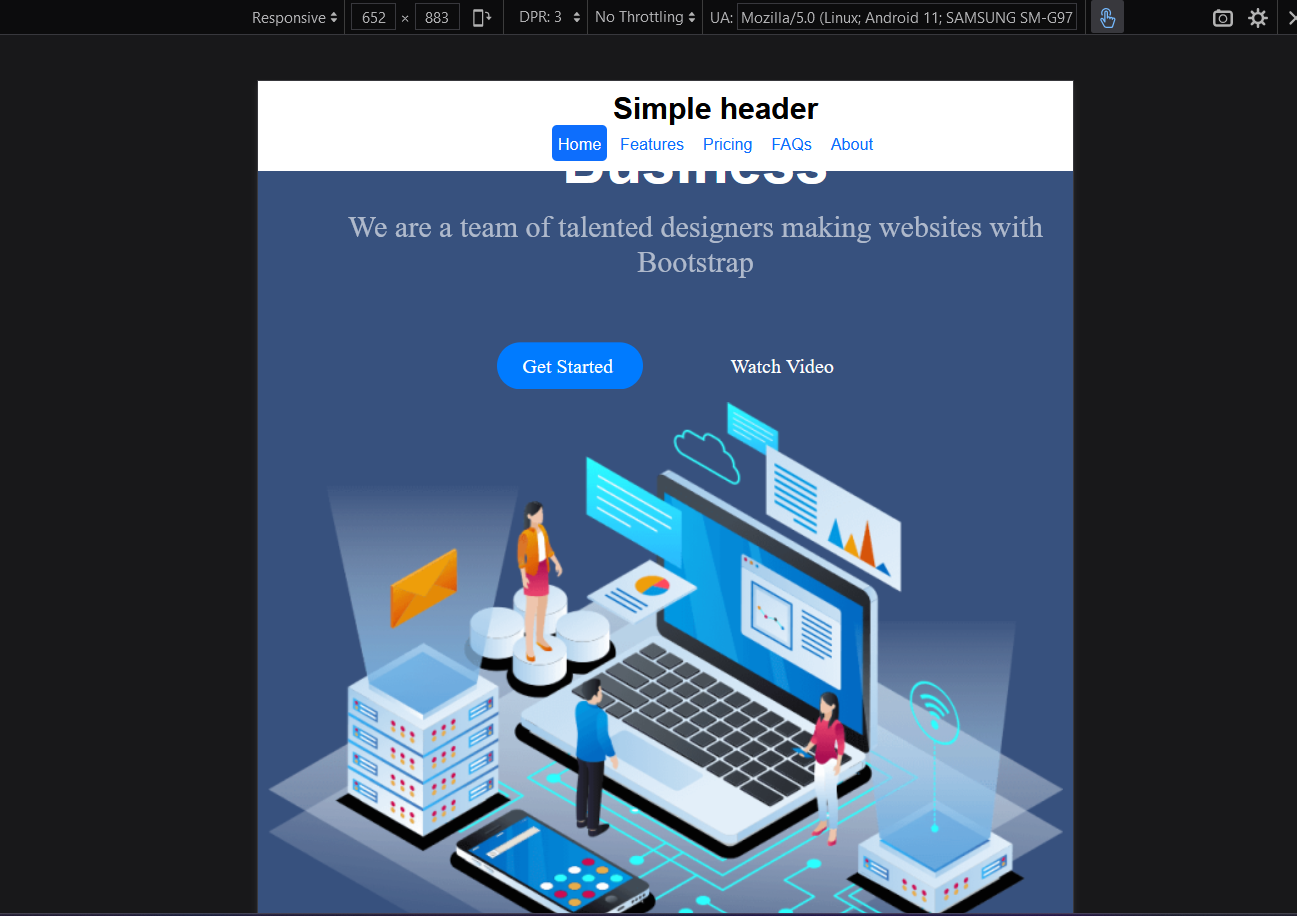 Responsive 652 × 883 DPR: 3 No Throttling UA: Mozilla/5.0 (Linux; Android 11; SAMSUNG SM-G97
Simple header
Home Features Pricing FAQs About
Business
We are a team of talented designers making websites with
Bootstrap
Get Started Watch Video